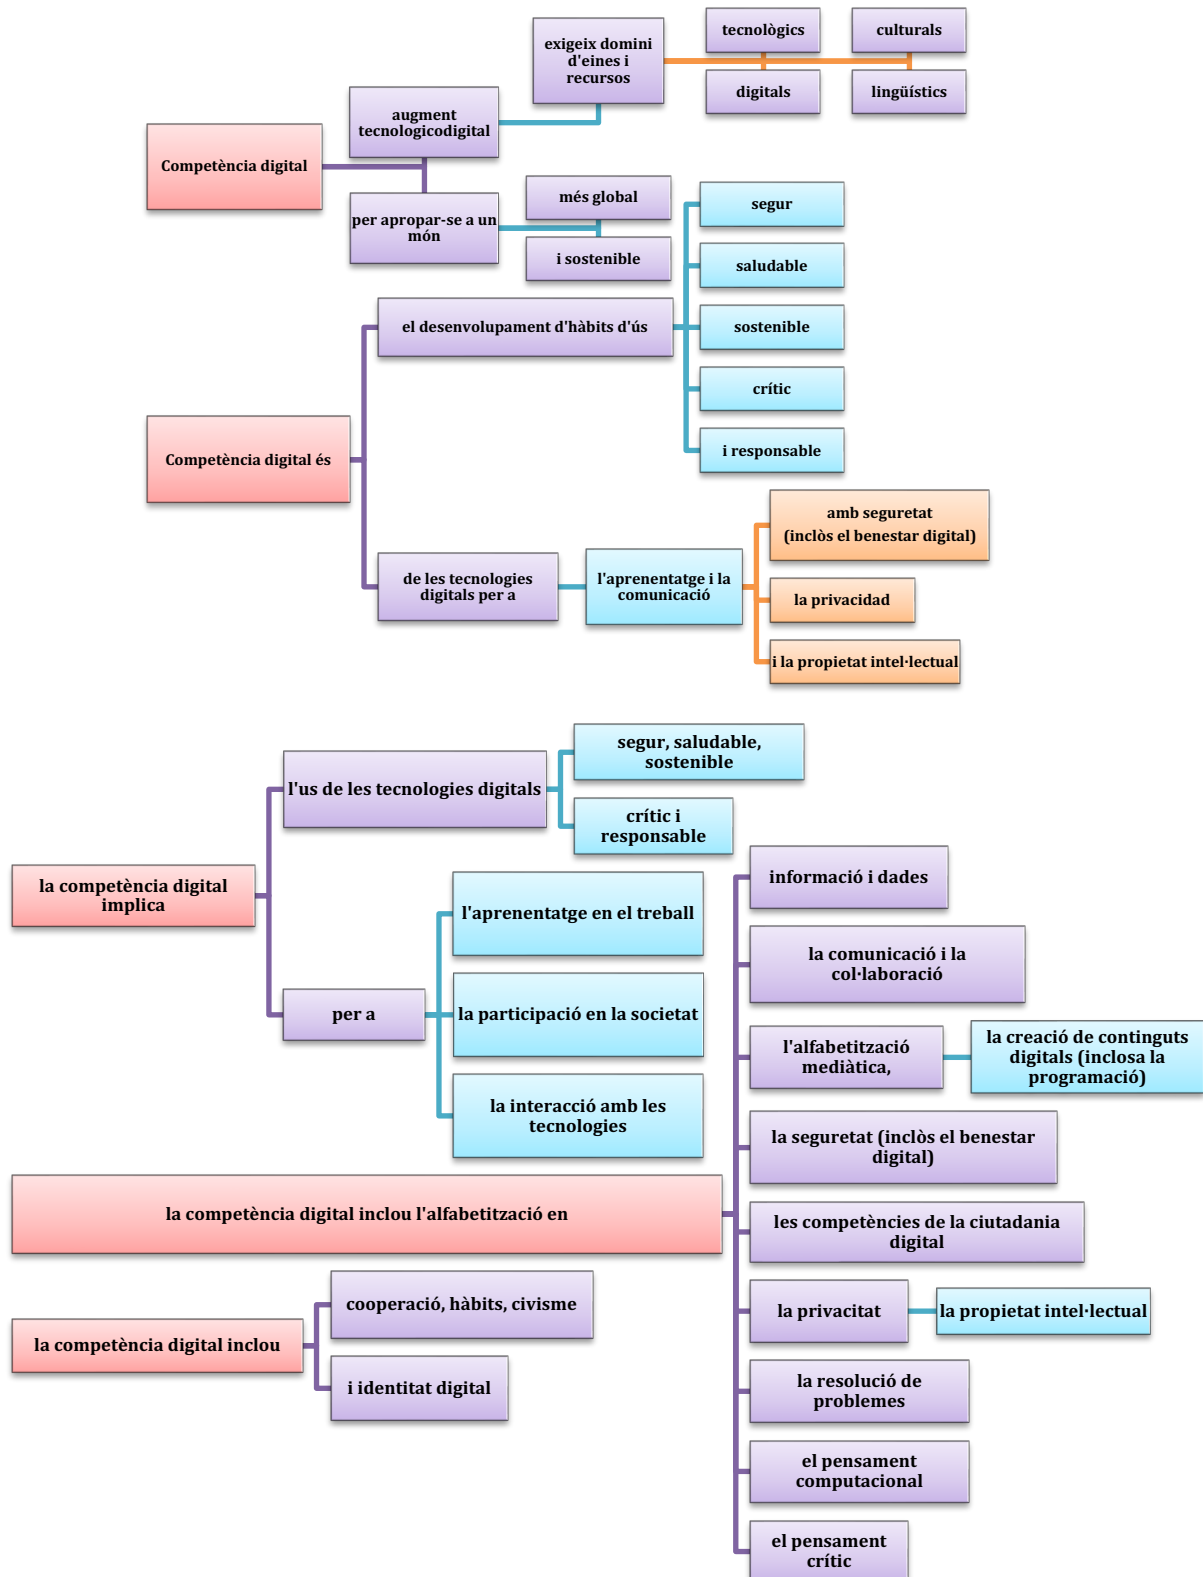 Competència digital
augment
tecnologicodigital
exigeix domini
d'eines i
recursos
tecnològics
culturals
digitals
lingüístics
per apropar-se a un
món
més global
i sostenible
Competència digital és
el desenvolupament d'hàbits d'ús
segur
saludable
sostenible
crític
i responsable
de les tecnologies
digitals per a
l'aprenentatge i la
comunicació
amb seguretat
(inclòs el benestar digital)
la privacidad
i la propietat intel·lectual
la competència digital
implica
l'us de les tecnologies digitals
segur, saludable,
sostenible
crític i
responsable
per a
l'aprenentatge en el treball
la participació en la societat
la interacció amb les
tecnologies
la competència digital inclou l'alfabetització en
informació i dades
la comunicació i la
col·laboració
l'alfabetització
mediàtica,
la creació de continguts
digitals (inclosa la
programació)
la seguretat (inclòs el benestar
digital)
les competències de la ciutadania
digital
la privacitat
la propietat intel·lectual
la resolució de
problemes
el pensament
computacional
el pensament
crític
la competència digital inclou
cooperació, hàbits, civisme
i identitat digital